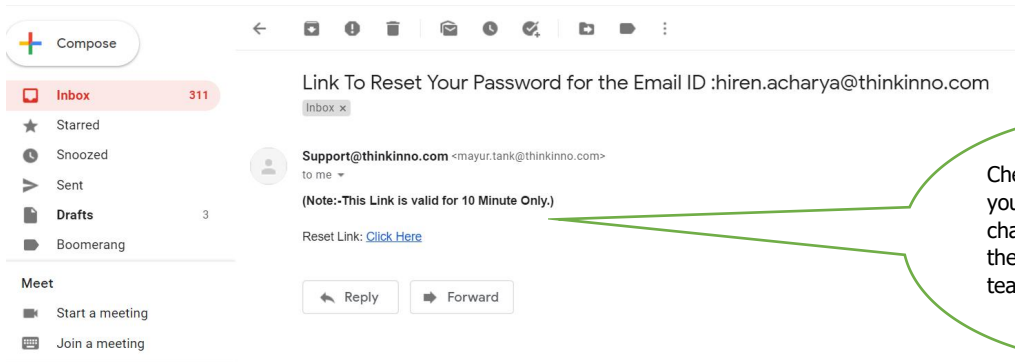 Compose
Inbox 311
Starred
Snoozed
Sent
Drafts 3
Boomerang
Meet
Start a meeting
Join a meeting
Link To Reset Your Password for the Email ID :hiren.acharya@thinkinno.com
Inbox x
Support@thinkinno.com <mayur.tank@thinkinno.com>
to me
(Note:-This Link is valid for 10 Minute Only.)
Reset Link: Click Here
Reply
Forward